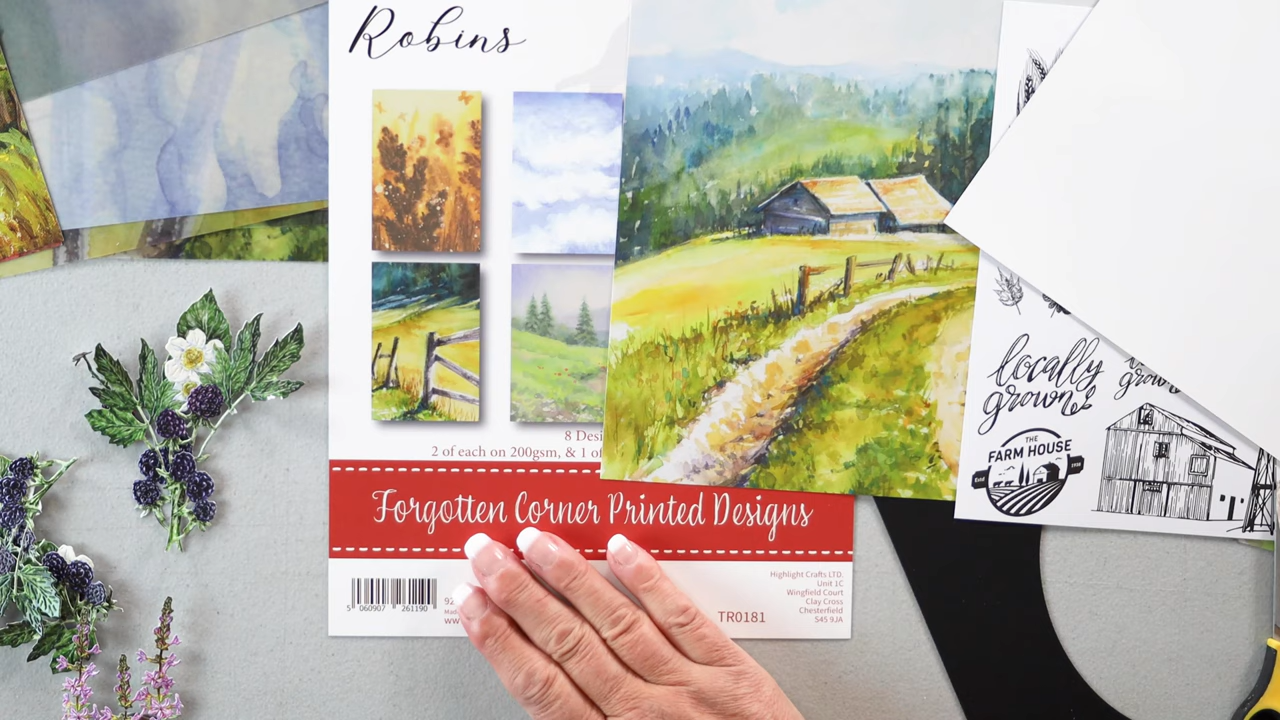 Robins
8 Desi
2 of each on 200gsm, & 1 of
Forgotten Corner Printed Designs
5 060907 261190
Highlight Crafts LTD.
Unit 1C
Wingfield Court
Clay Cross
Chesterfield
S45 9JA
TR0181
locally
grown
grown
THE
FARM HOUSE